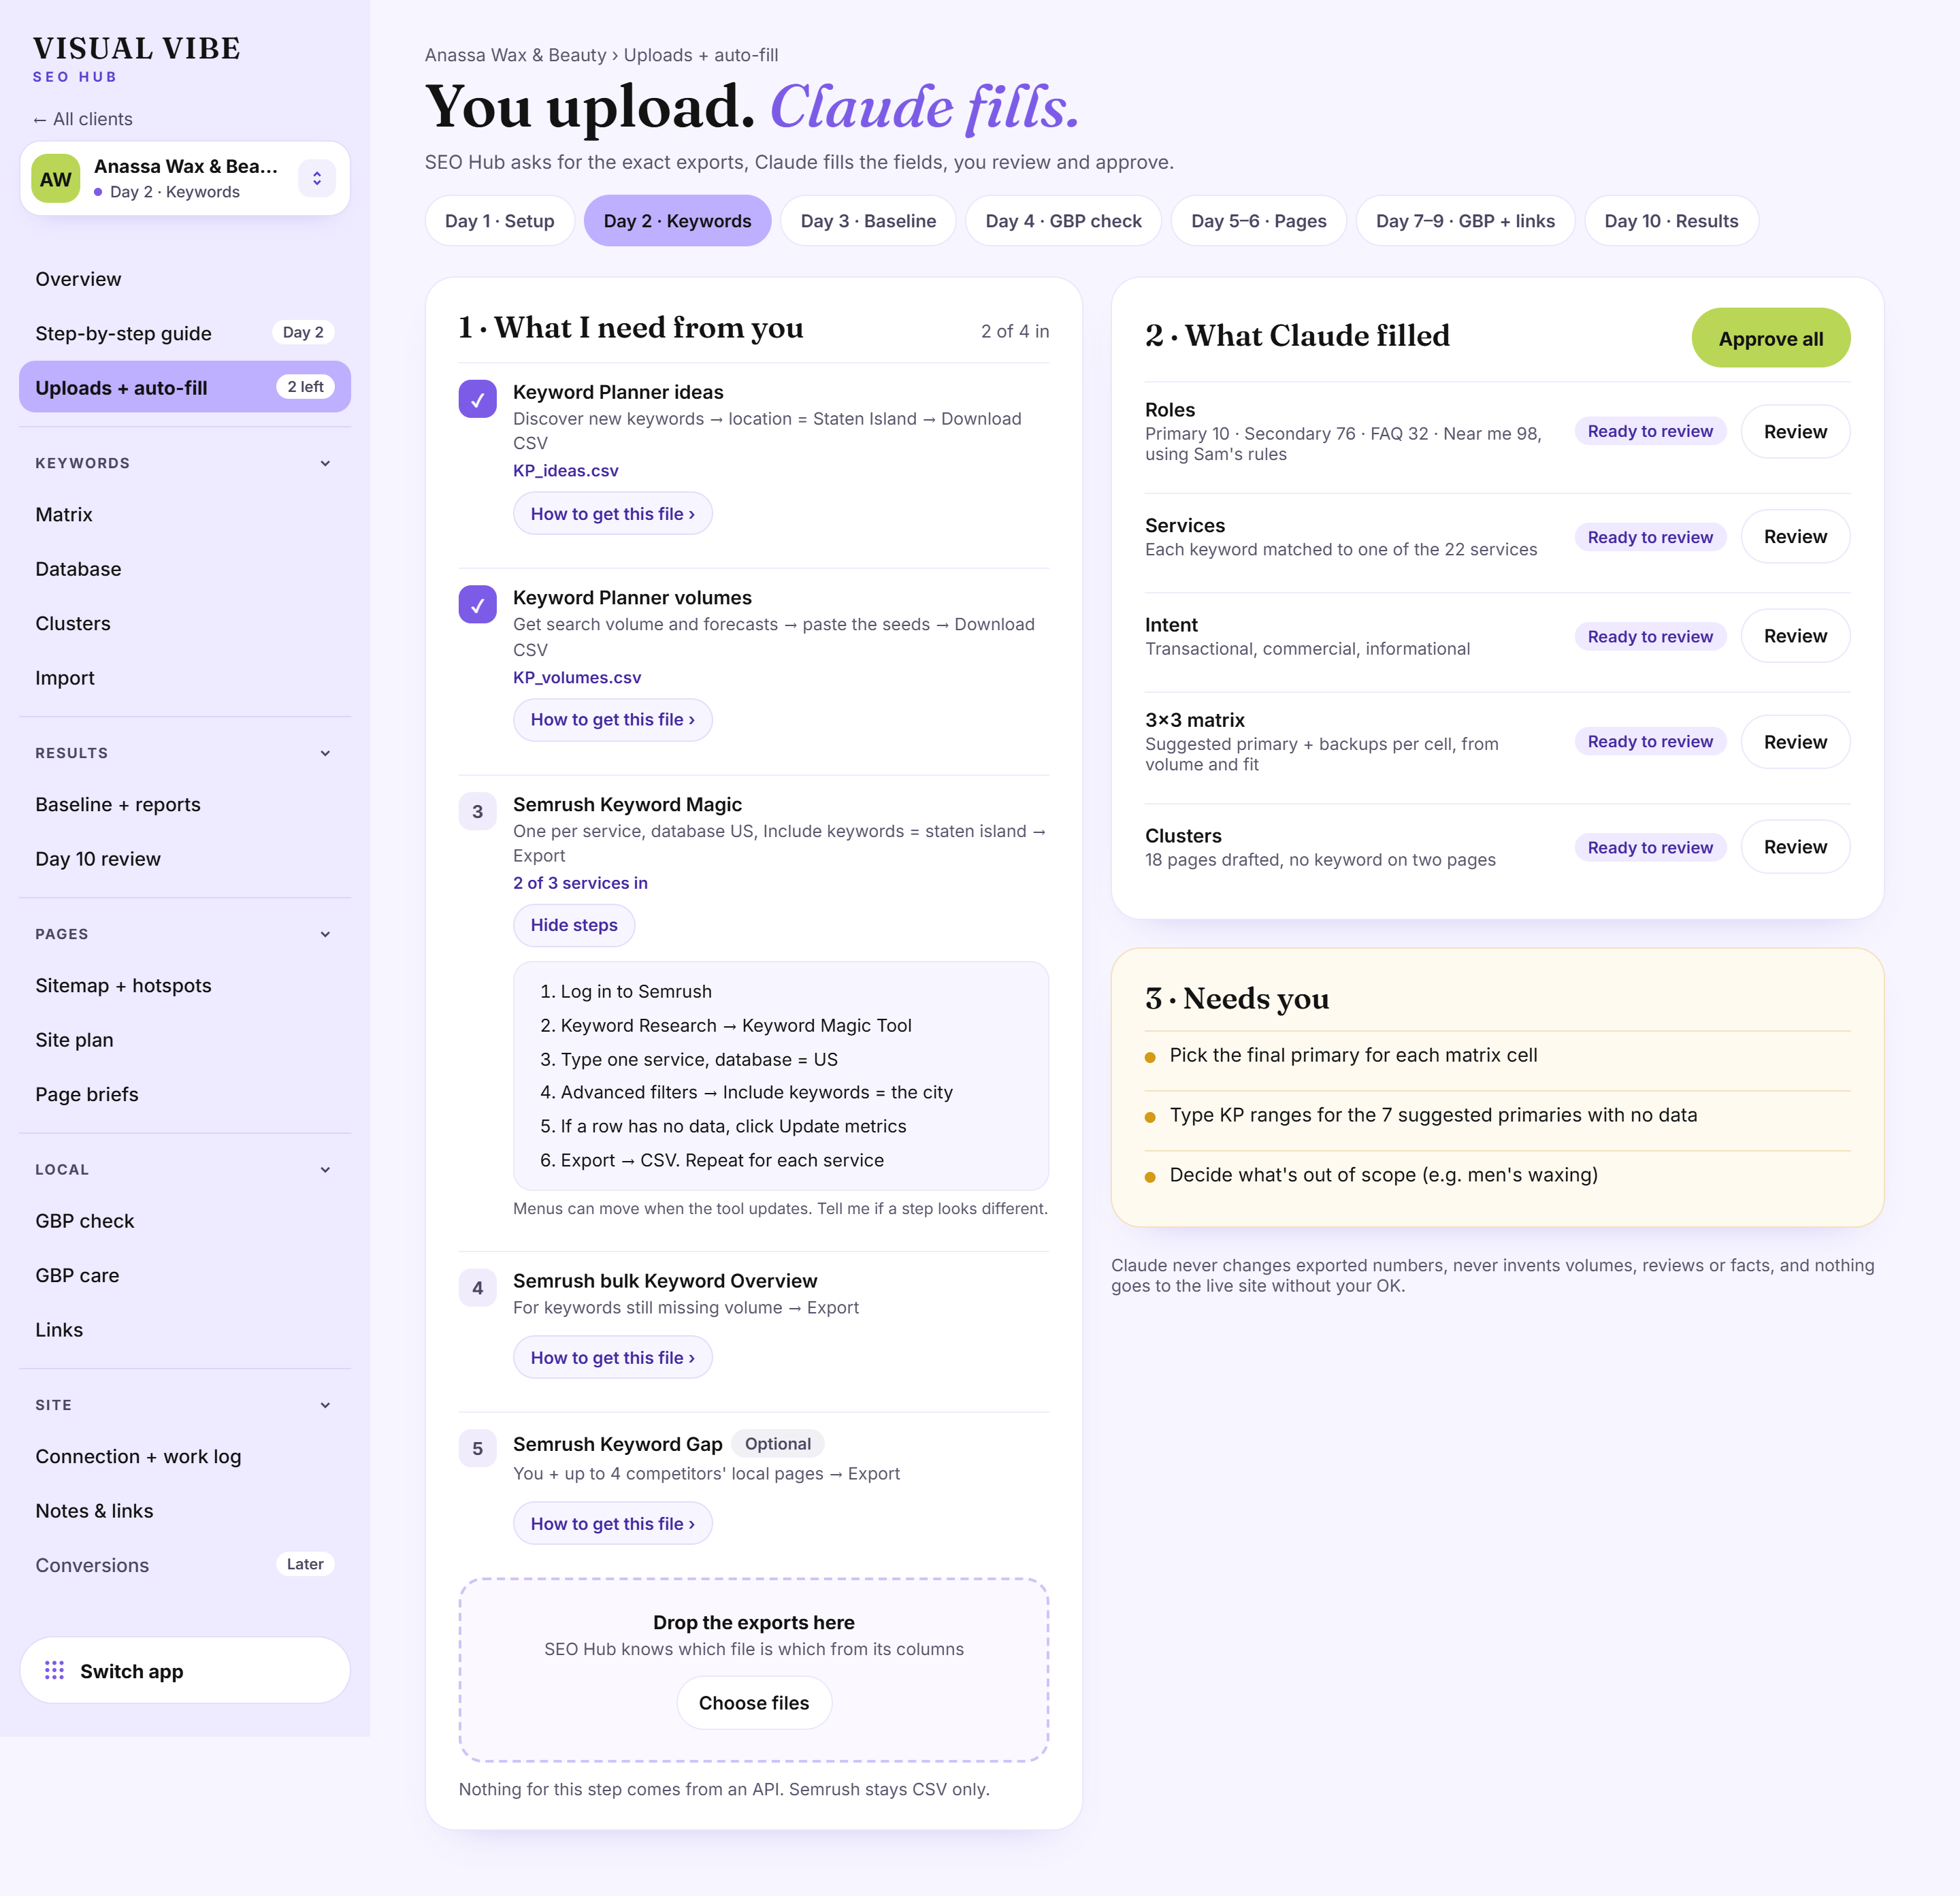 VISUAL VIBE
SEO HUB
← All clients
AW
Anassa Wax & Bea...
Day 2 · Keywords
Overview
Step-by-step guide
Day 2
Uploads + auto-fill
2 left
KEYWORDS
Matrix
Database
Clusters
Import
RESULTS
Baseline + reports
Day 10 review
PAGES
Sitemap + hotspots
Site plan
Page briefs
LOCAL
GBP check
GBP care
Links
SITE
Connection + work log
Notes & links
Conversions
Later
Switch app
Anassa Wax & Beauty › Uploads + auto-fill
You upload. Claude fills.
SEO Hub asks for the exact exports, Claude fills the fields, you review and approve.
Day 1 · Setup
Day 2 · Keywords
Day 3 · Baseline
Day 4 · GBP check
Day 5–6 · Pages
Day 7–9 · GBP + links
Day 10 · Results
1 · What I need from you
2 of 4 in
✓
Keyword Planner ideas
Discover new keywords → location = Staten Island → Download
CSV
KP_ideas.csv
How to get this file ›
✓
Keyword Planner volumes
Get search volume and forecasts → paste the seeds → Download
CSV
KP_volumes.csv
How to get this file ›
3
Semrush Keyword Magic
One per service, database US, Include keywords = staten island →
Export
2 of 3 services in
Hide steps
1. Log in to Semrush
2. Keyword Research → Keyword Magic Tool
3. Type one service, database = US
4. Advanced filters → Include keywords = the city
5. If a row has no data, click Update metrics
6. Export → CSV. Repeat for each service
Menus can move when the tool updates. Tell me if a step looks different.
4
Semrush bulk Keyword Overview
For keywords still missing volume → Export
How to get this file ›
5
Semrush Keyword Gap
Optional
You + up to 4 competitors' local pages → Export
How to get this file ›
Drop the exports here
SEO Hub knows which file is which from its columns
Choose files
Nothing for this step comes from an API. Semrush stays CSV only.
2 · What Claude filled
Approve all
Roles
Primary 10 · Secondary 76 · FAQ 32 · Near me 98,
using Sam's rules
Ready to review
Review
Services
Each keyword matched to one of the 22 services
Ready to review
Review
Intent
Transactional, commercial, informational
Ready to review
Review
3×3 matrix
Suggested primary + backups per cell, from
volume and fit
Ready to review
Review
Clusters
18 pages drafted, no keyword on two pages
Ready to review
Review
3 · Needs you
Pick the final primary for each matrix cell
Type KP ranges for the 7 suggested primaries with no data
Decide what's out of scope (e.g. men's waxing)
Claude never changes exported numbers, never invents volumes, reviews or facts, and nothing
goes to the live site without your OK.